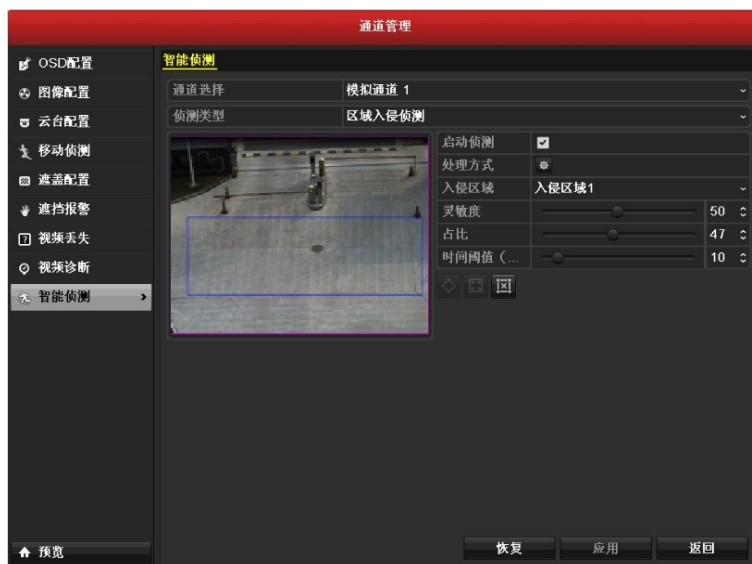 通道管理
OSD配置
图像配置
云台配置
移动侦测
遮盖配置
遮挡报警
视频丢失
视频诊断
智能侦测
预览
智能侦测
通道选择 模拟通道 1
侦测类型 区域入侵侦测
启动侦测
处理方式
入侵区域 入侵区域1
灵敏度 50
占比 47
时间阈值（... 10
恢复 应用 返回